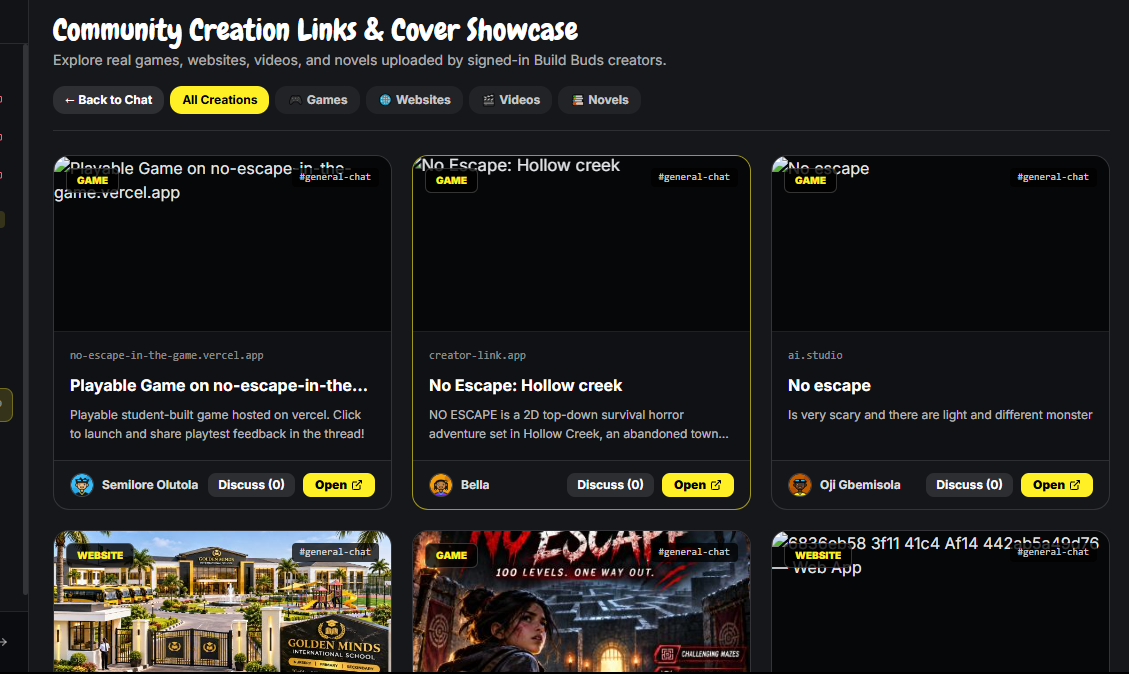 Community Creation Links & Cover Showcase
Explore real games, websites, videos, and novels uploaded by signed-in Build Buds creators.
← Back to Chat
All Creations
Games
Websites
Videos
Novels
Playable Game on no-escape-in-the-
game.vercel.app
GAME
#general-chat
no-escape-in-the-game.vercel.app
Playable Game on no-escape-in-the...
Playable student-built game hosted on vercel. Click
to launch and share playtest feedback in the thread!
Semilore Olutola
Discuss (0)
Open
No Escape: Hollow creek
GAME
#general-chat
creator-link.app
No Escape: Hollow creek
NO ESCAPE is a 2D top-down survival horror
adventure set in Hollow Creek, an abandoned town...
Bella
Discuss (0)
Open
No escape
GAME
#general-chat
ai.studio
No escape
Is very scary and there are light and different monster
Oji Gbemisola
Discuss (0)
Open
WEBSITE
#general-chat
GOLDEN MINDS
GOLDEN MINDS
INTERNATIONAL SCHOOL
GAME
#general-chat
NO ESCAPE
100 LEVELS. ONE WAY OUT.
CHALLENGING MAZES
6836eb58 3f11 41c4 Af14 442ab5a49d76
— Web App
WEBSITE
#general-chat